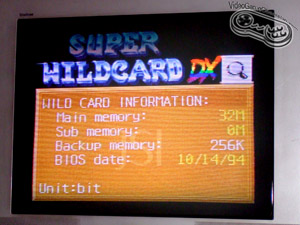 SUPER
WILDCARD DX
WILD CARD INFORMATION:
Main memory: 32M
Sub memory: 0M
Backup memory: 256K
BIOS date: 10/14/94
Unit:bit